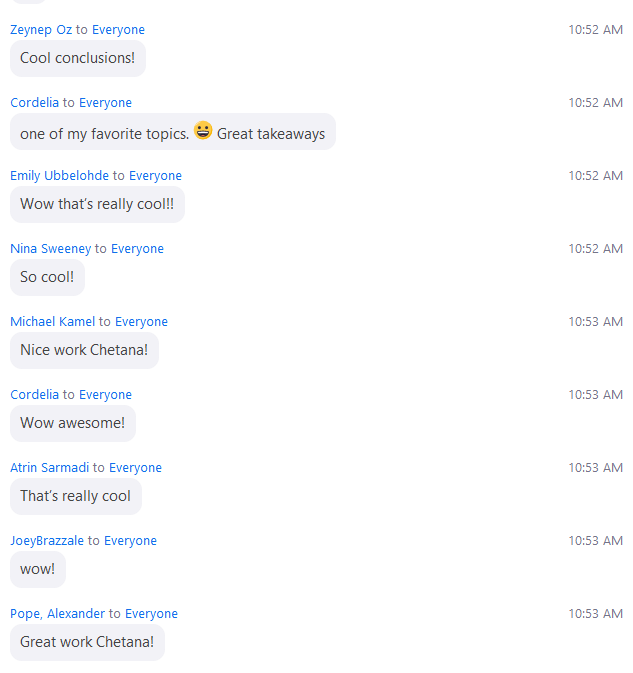 Zeynep Oz to Everyone 10:52 AM
Cool conclusions!
Cordelia to Everyone 10:52 AM
one of my favorite topics. 😀 Great takeaways
Emily Ubbelohde to Everyone 10:52 AM
Wow that's really cool!!
Nina Sweeney to Everyone 10:52 AM
So cool!
Michael Kamel to Everyone 10:53 AM
Nice work Chetana!
Cordelia to Everyone 10:53 AM
Wow awesome!
Atrin Sarmadi to Everyone 10:53 AM
That's really cool
JoeyBrazzale to Everyone 10:53 AM
wow!
Pope, Alexander to Everyone 10:53 AM
Great work Chetana!